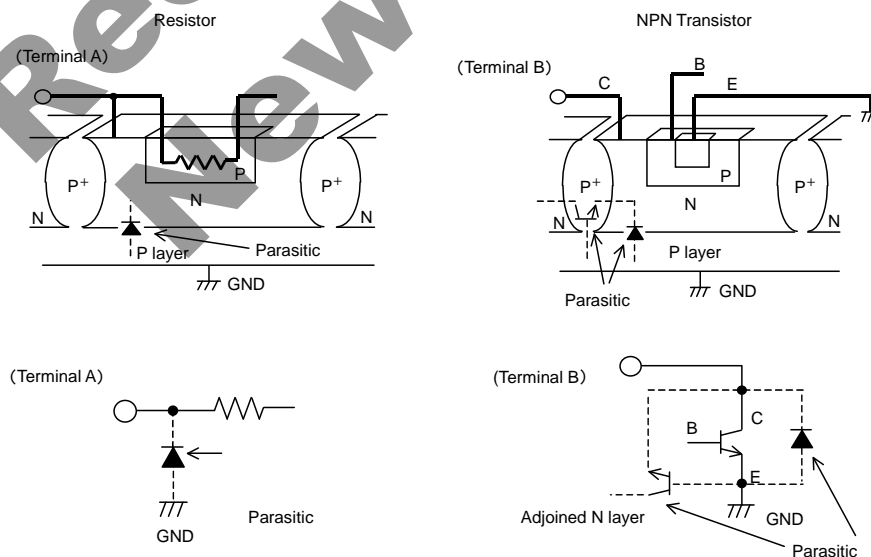 Resistor
NPN Transistor
(Terminal A)
(Terminal B)
C
B
E
P+
P
N
P+
N
N
P layer
Parasitic
GND
P+
P
N
P+
N
N
P layer
Parasitic
GND
(Terminal A)
GND
Parasitic
(Terminal B)
B
C
E
Adjoined N layer
GND
Parasitic
New